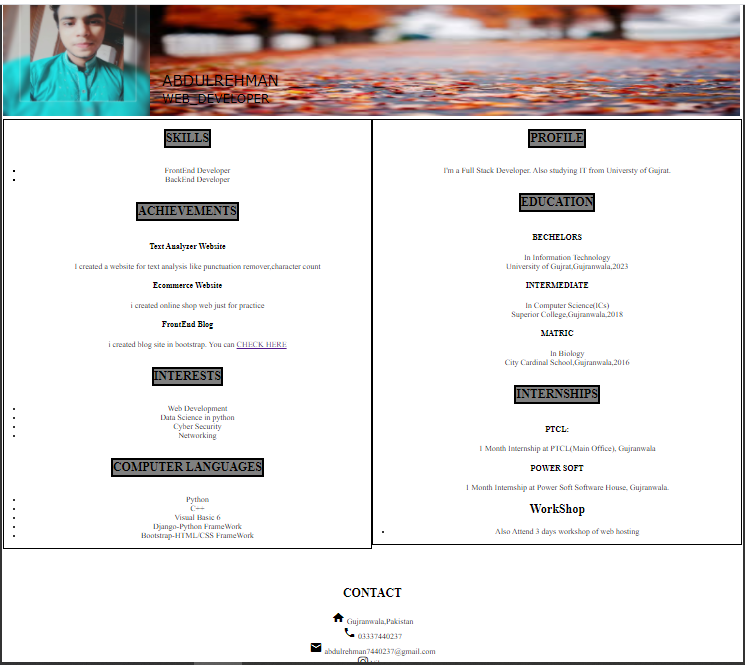 ABDULREHMAN
WEB DEVELOPER
SKILLS
FrontEnd Developer
BackEnd Developer
ACHIEVEMENTS
Text Analyzer Website
I created a website for text analysis like punctuation remover,character count
Ecommerce Website
i created online shop web just for practice
FrontEnd Blog
i created blog site in bootstrap. You can CHECK HERE
INTERESTS
Web Development
Data Science in python
Cyber Security
Networking
COMPUTER LANGUAGES
Python
C++
Visual Basic 6
Django-Python FrameWork
Bootstrap-HTML/CSS FrameWork
PROFILE
I'm a Full Stack Developer. Also studying IT from Universty of Gujrat.
EDUCATION
BECHELORS
In Information Technology
University of Gujrat,Gujranwala,2023
INTERMEDIATE
In Computer Science(ICs)
Superior College,Gujranwala,2018
MATRIC
In Biology
City Cardinal School,Gujranwala,2016
INTERNSHIPS
PTCL:
1 Month Internship at PTCL(Main Office), Gujranwala
POWER SOFT
1 Month Internship at Power Soft Software House, Gujranwala.
WorkShop
Also Attend 3 days workshop of web hosting
CONTACT
Gujranwala,Pakistan
03337440237
abdulrehman7440237@gmail.com